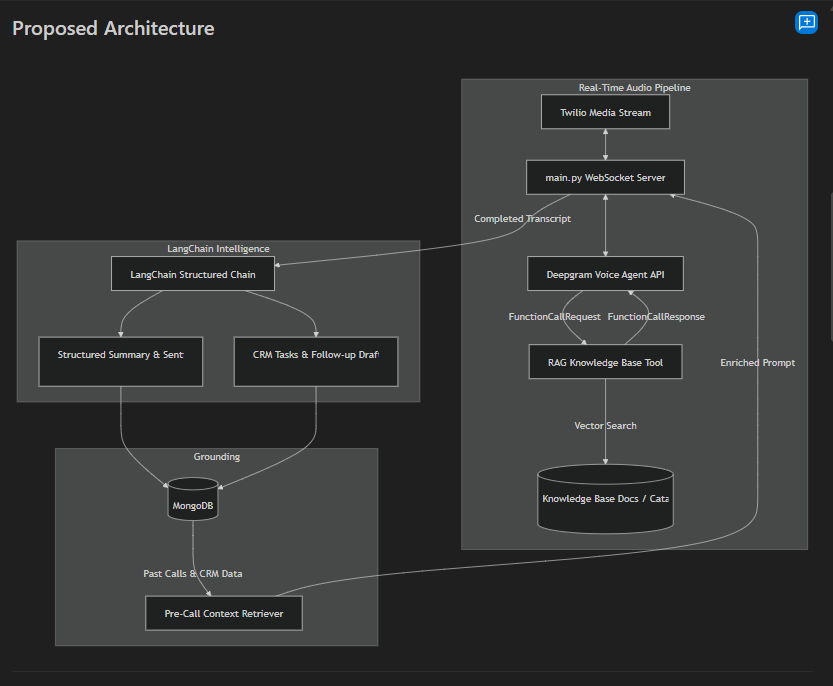 Proposed Architecture
Real-Time Audio Pipeline
Twilio Media Stream
main.py WebSocket Server
Completed Transcript
LangChain Intelligence
LangChain Structured Chain
Deepgram Voice Agent API
FunctionCallRequest
FunctionCallResponse
Structured Summary & Sent
CRM Tasks & Follow-up Draft
RAG Knowledge Base Tool
Enriched Prompt
Vector Search
Grounding
MongoDB
Knowledge Base Docs / Cata
Past Calls & CRM Data
Pre-Call Context Retriever